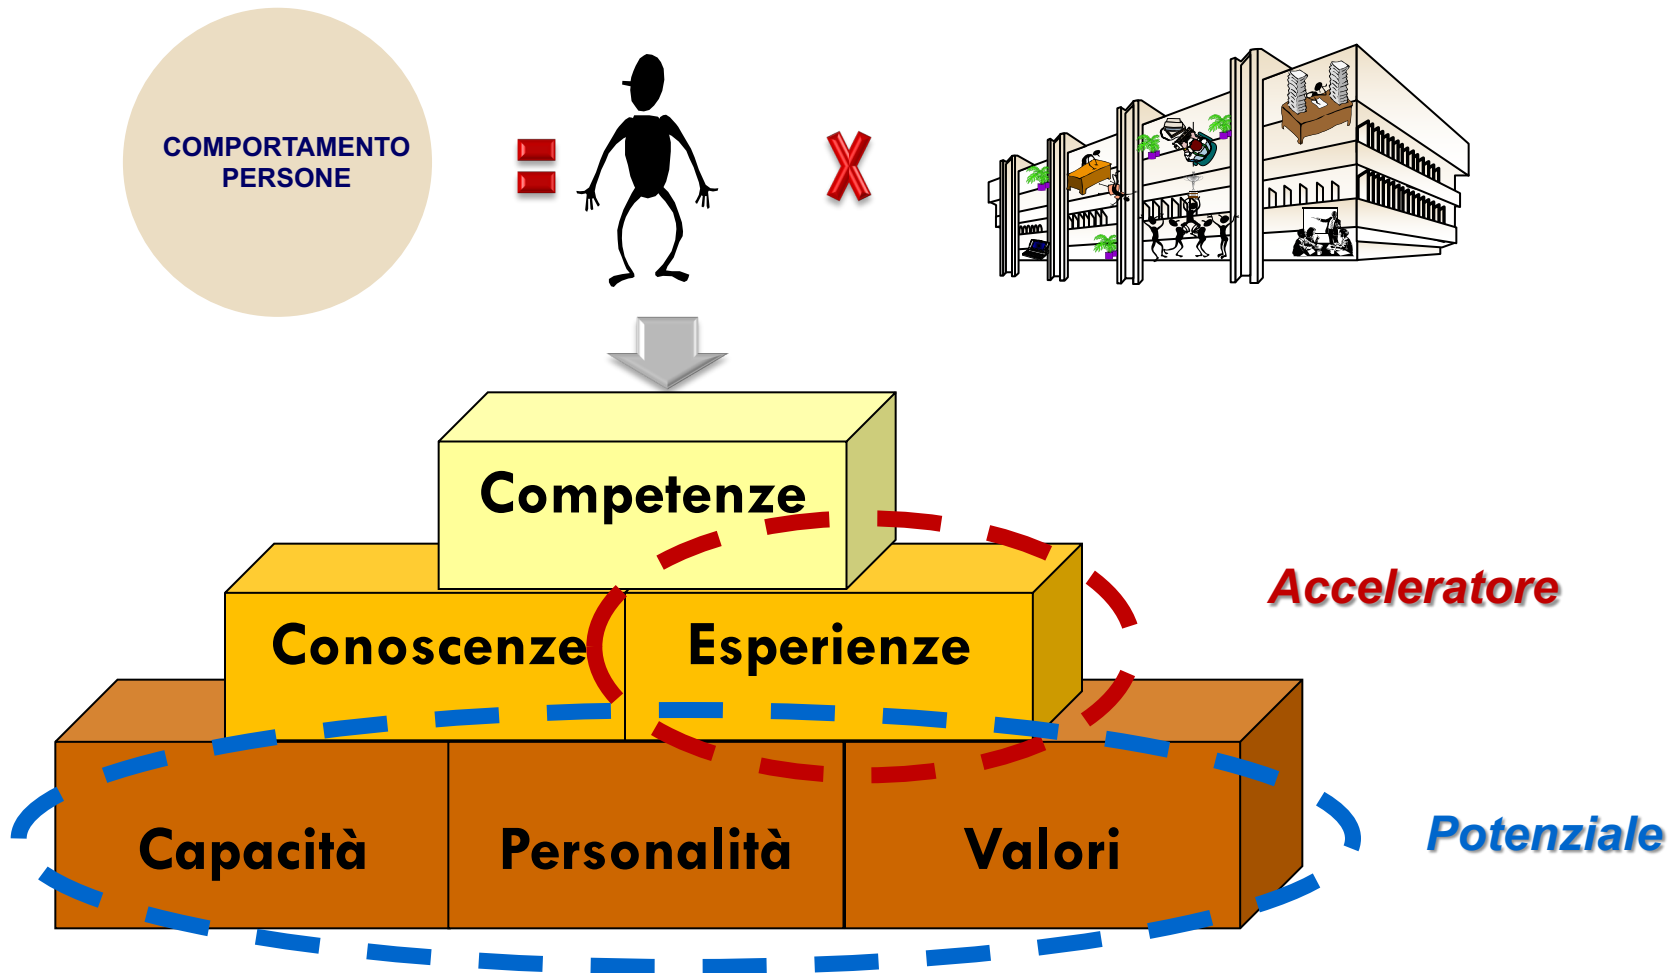 COMPORTAMENTO
PERSONE
X
Competenze
Acceleratore
Conoscenze Esperienze
Potenziale
Capacità Personalità Valori